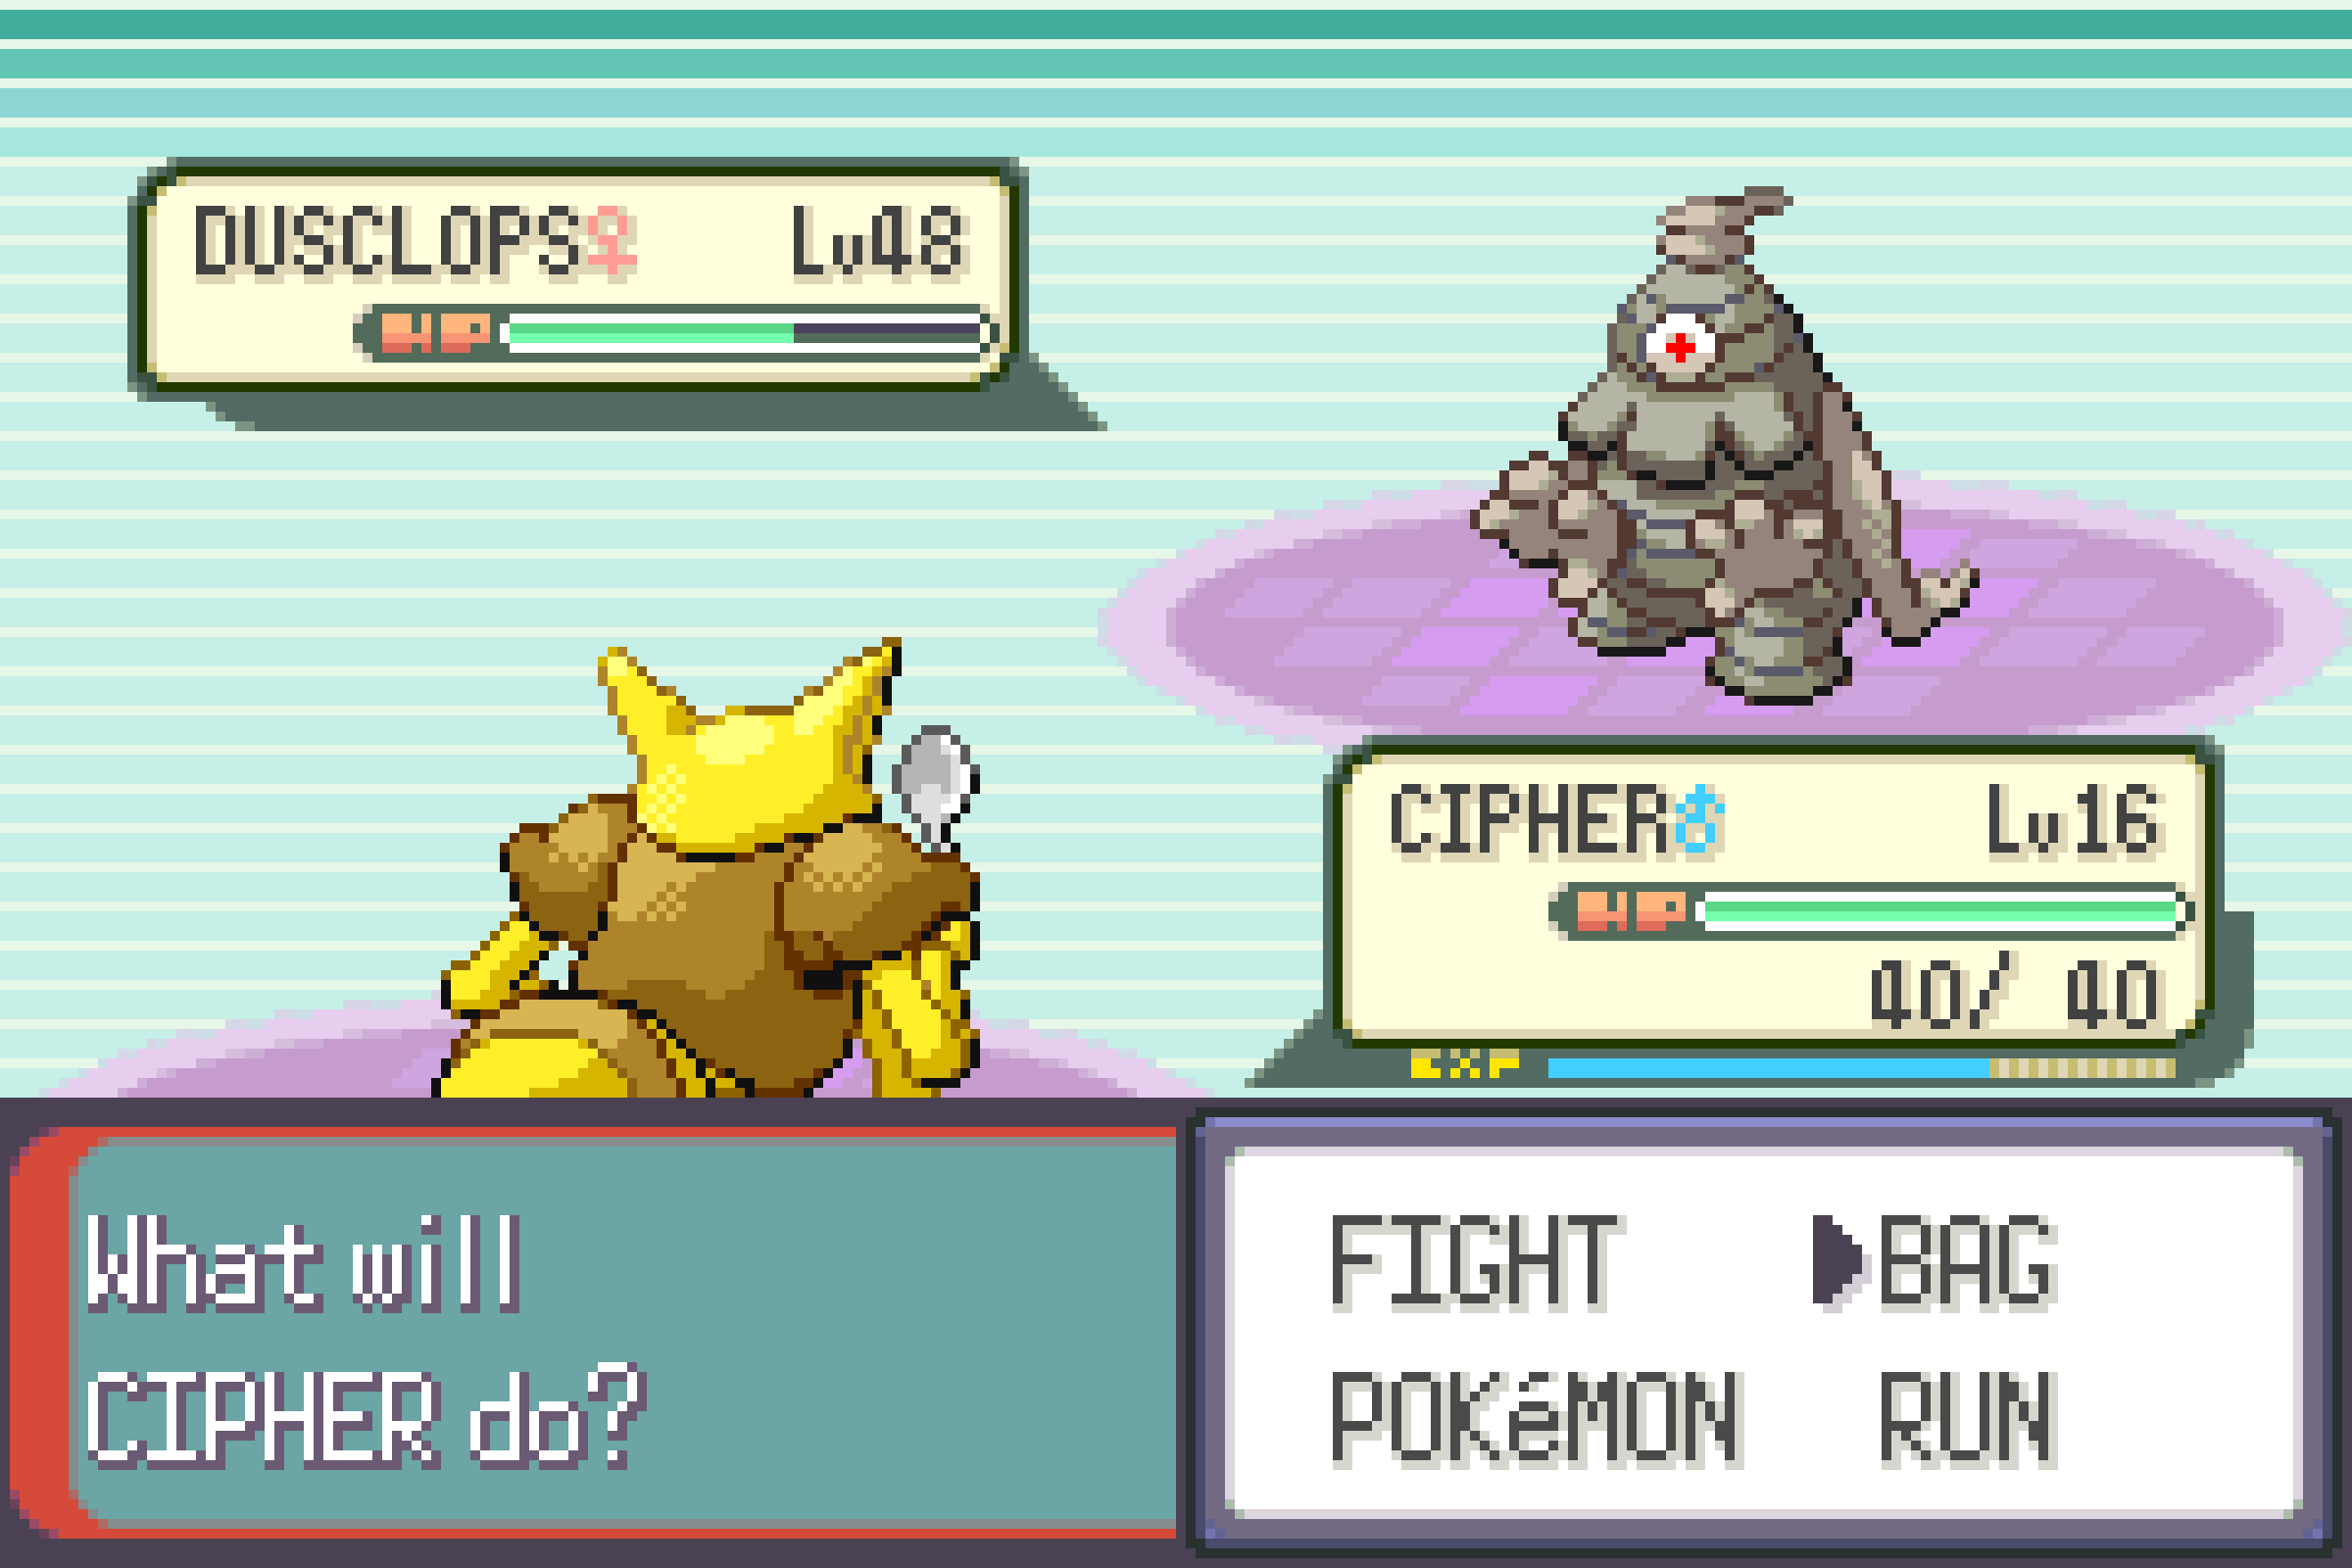 DUSCLOPS♀ Lv48
HP
CIPHER♂ Lv16
HP
40/ 40
EXP
What will
CIPHER do?
FIGHT BAG
POKéMON RUN